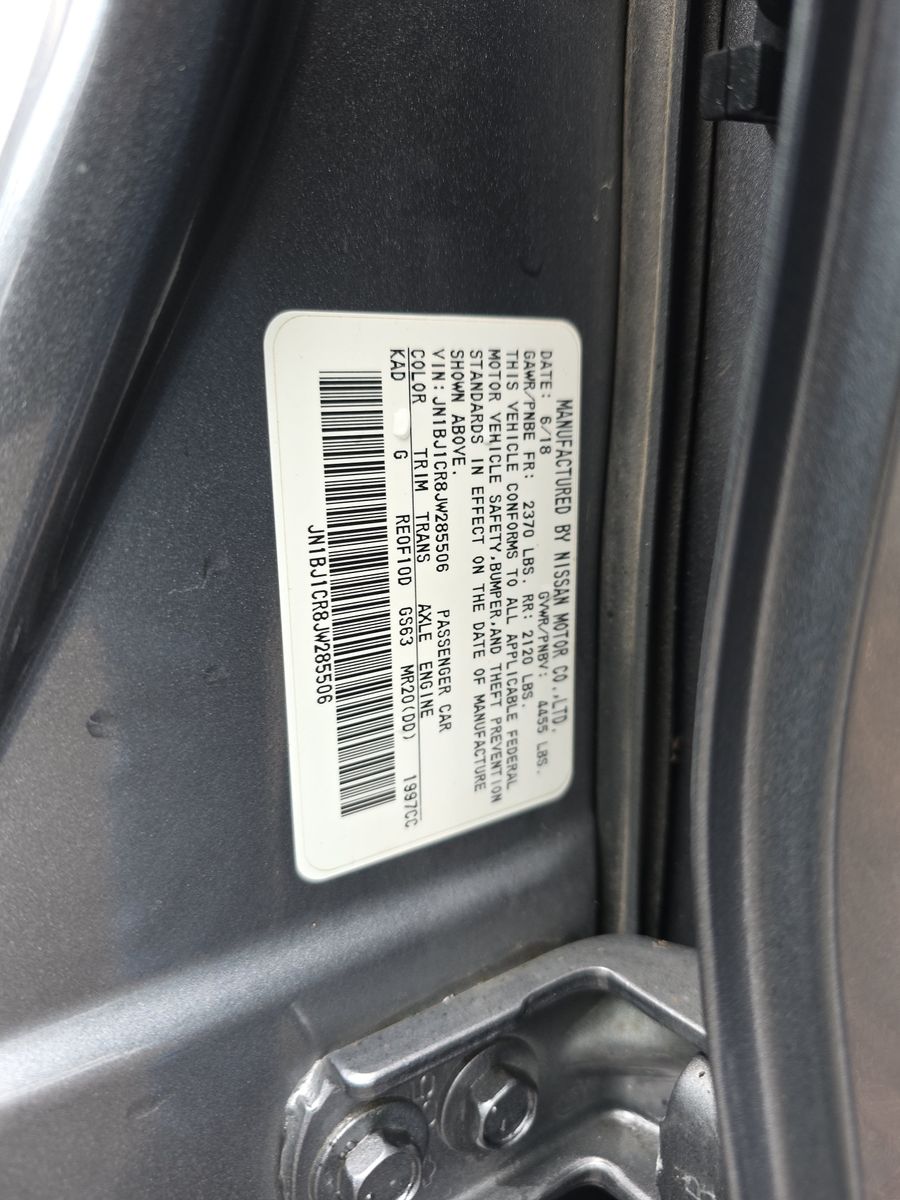 MANUFACTURED BY NISSAN MOTOR CO.,LTD.
DATE: 6/18 GVWR/PNBV: 4455 LBS.
GAWR/PNBE FR: 2370 LBS. RR: 2120 LBS.
THIS VEHICLE CONFORMS TO ALL APPLICABLE FEDERAL
MOTOR VEHICLE SAFETY,BUMPER,AND THEFT PREVENTION
STANDARDS IN EFFECT ON THE DATE OF MANUFACTURE
SHOWN ABOVE.
VIN:JN1BJ1CR8JW285506 PASSENGER CAR
COLOR TRIM TRANS AXLE ENGINE
KAD G RE0F10D GS63 MR20(DD) 1997CC
JN1BJ1CR8JW285506